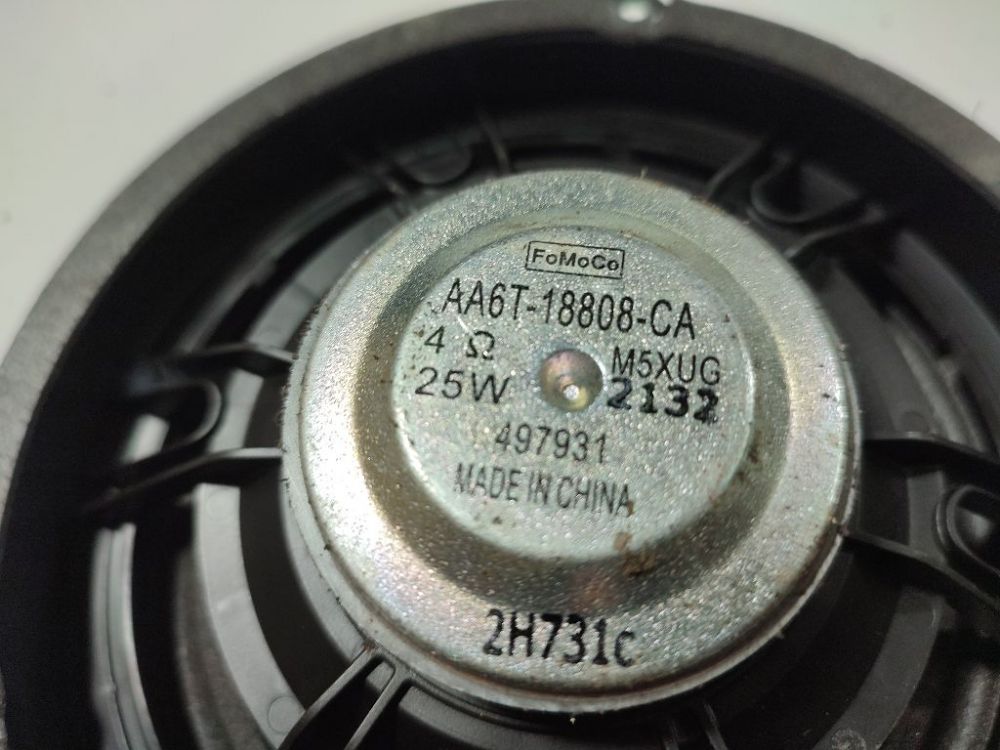 FoMoCo
AA6T-18808-CA
4 Ω M5XUG
25W 2132
497931
MADE IN CHINA
2H731c